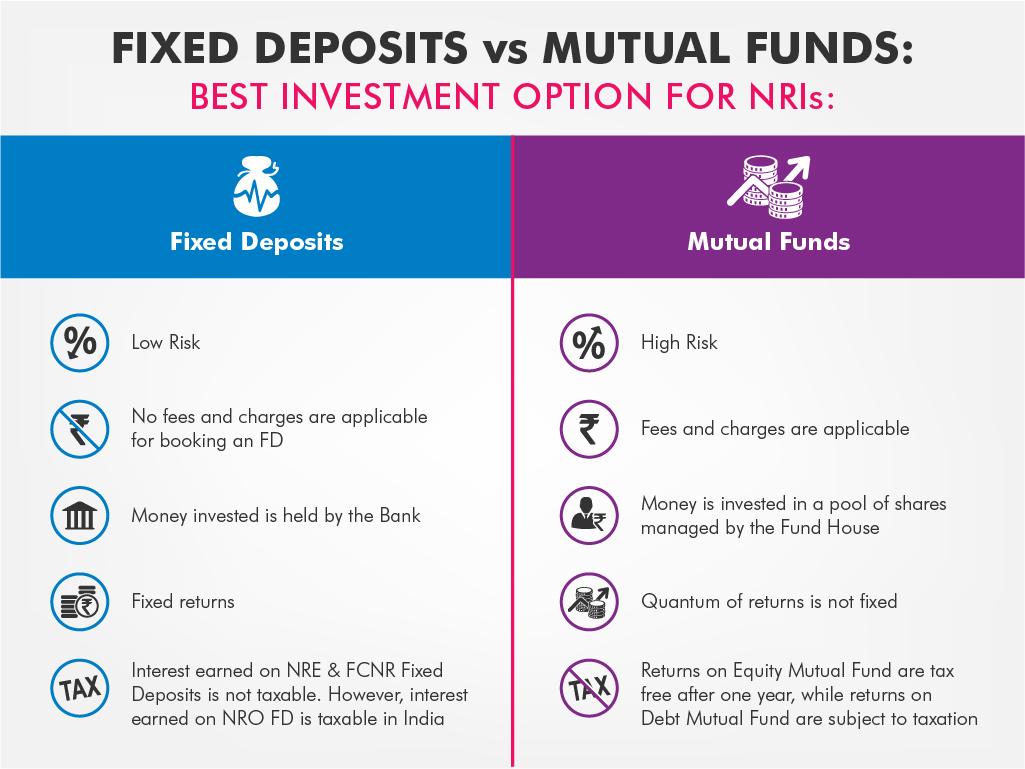 FIXED DEPOSITS vs MUTUAL FUNDS:
BEST INVESTMENT OPTION FOR NRIs:
Fixed Deposits
%
Low Risk
₹
No fees and charges are applicable
for booking an FD
Money invested is held by the Bank
₹
Fixed returns
TAX
Interest earned on NRE & FCNR Fixed
Deposits is not taxable. However, interest
earned on NRO FD is taxable in India
Mutual Funds
%
High Risk
₹
Fees and charges are applicable
₹
Money is invested in a pool of shares
managed by the Fund House
Quantum of returns is not fixed
TAX
Returns on Equity Mutual Fund are tax
free after one year, while returns on
Debt Mutual Fund are subject to taxation